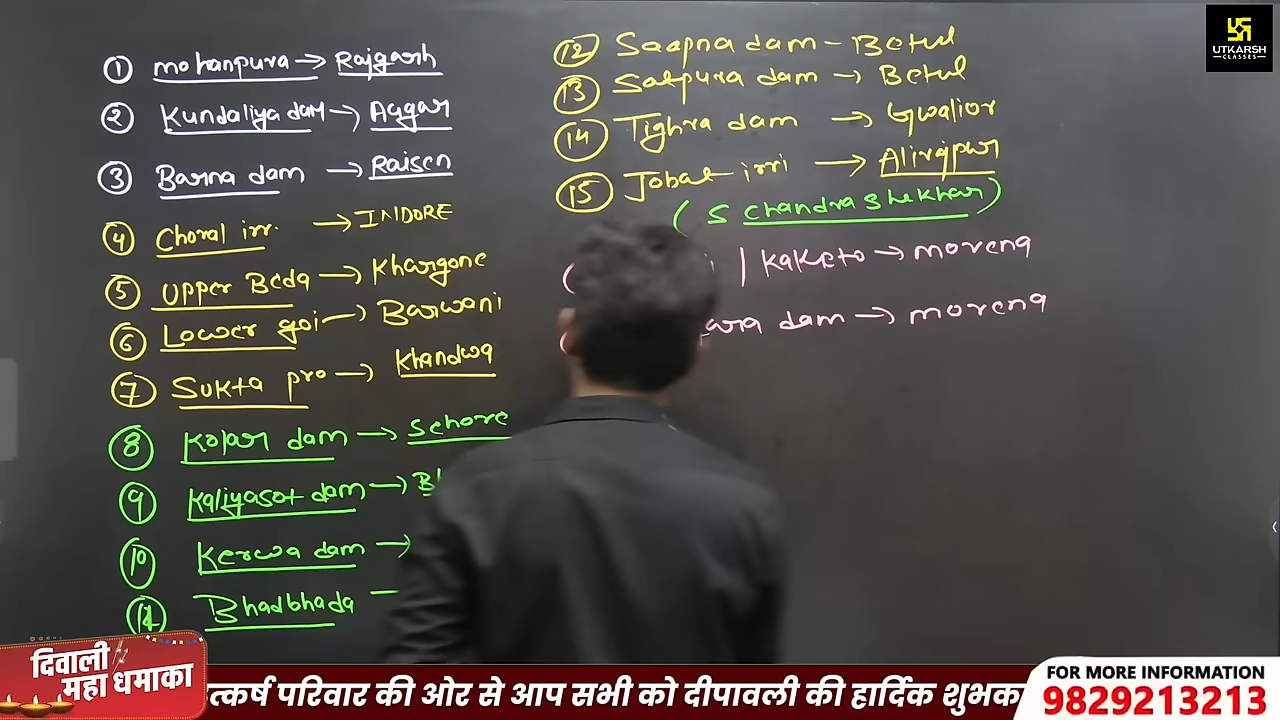 ① mohanpura → Rajgarh
② Kundaliya dam → Aggar
③ Barna dam → Raisen
④ Choral irr. → INDORE
⑤ Upper Beda → Khargone
⑥ Lower goi → Barwani
⑦ Sukta pro → Khandwa
⑧ Kolar dam → Sehore
⑨ Kaliyasot dam → B
⑩ Kerwa dam →
⑪ Bhadbhada –
⑫ Saapna dam – Betul
⑬ Satpura dam → Betul
⑭ Tighra dam → Gwalior
⑮ Jobat irri → Alirajpur
(S Chandrashekhar)
| Kaketo → morena
dam → morena
उत्कर्ष
UTKARSH
CLASSES
दिवाली
महा धमाका
त्कर्ष परिवार की ओर से आप सभी को दीपावली की हार्दिक शुभका
FOR MORE INFORMATION
9829213213